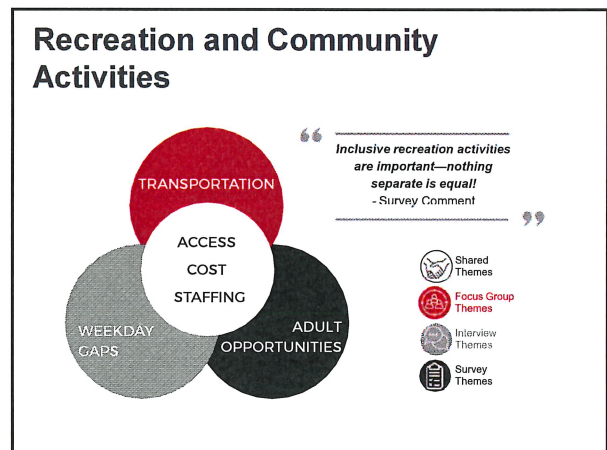 Recreation and Community
Activities
“
Inclusive recreation activities
are important—nothing
separate is equal!
- Survey Comment
”
TRANSPORTATION
ACCESS
COST
STAFFING
WEEKDAY
GAPS
ADULT
OPPORTUNITIES
Shared
Themes
Focus Group
Themes
Interview
Themes
Survey
Themes